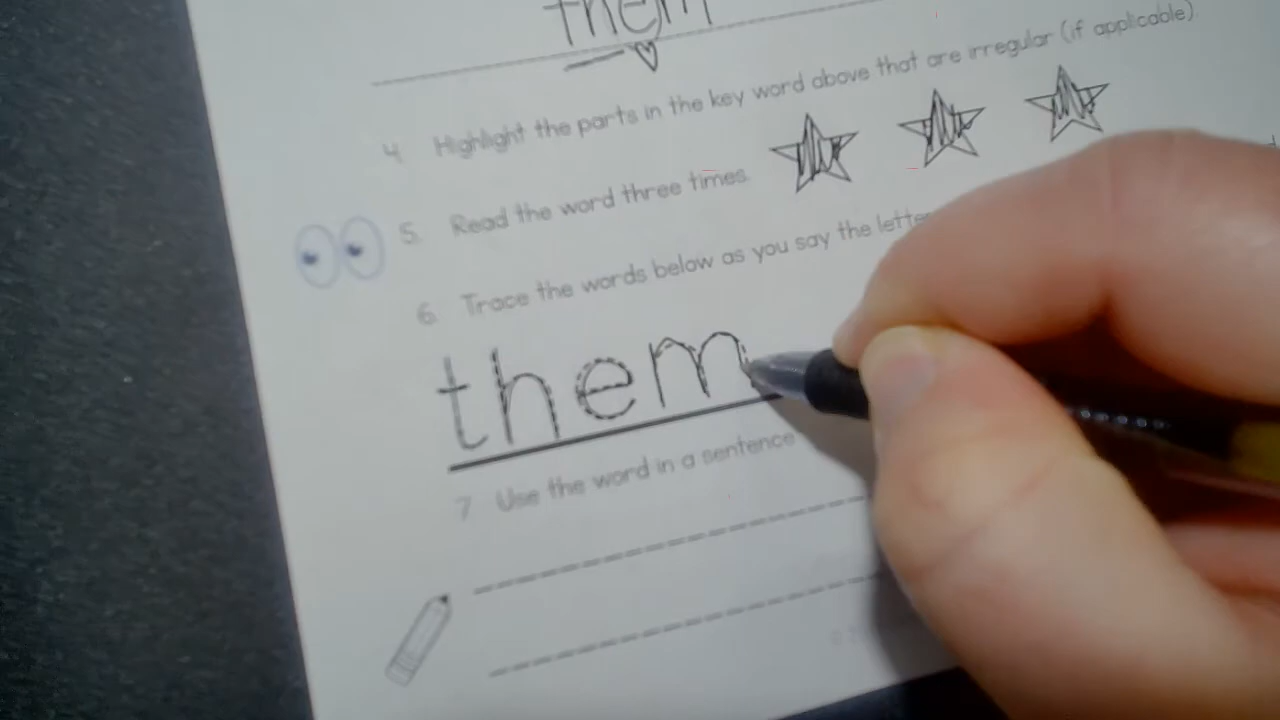 them
4. Highlight the parts in the key word above that are irregular (if applicable).
5. Read the word three times.
6. Trace the words below as you say the
them
7. Use the word in a sentence